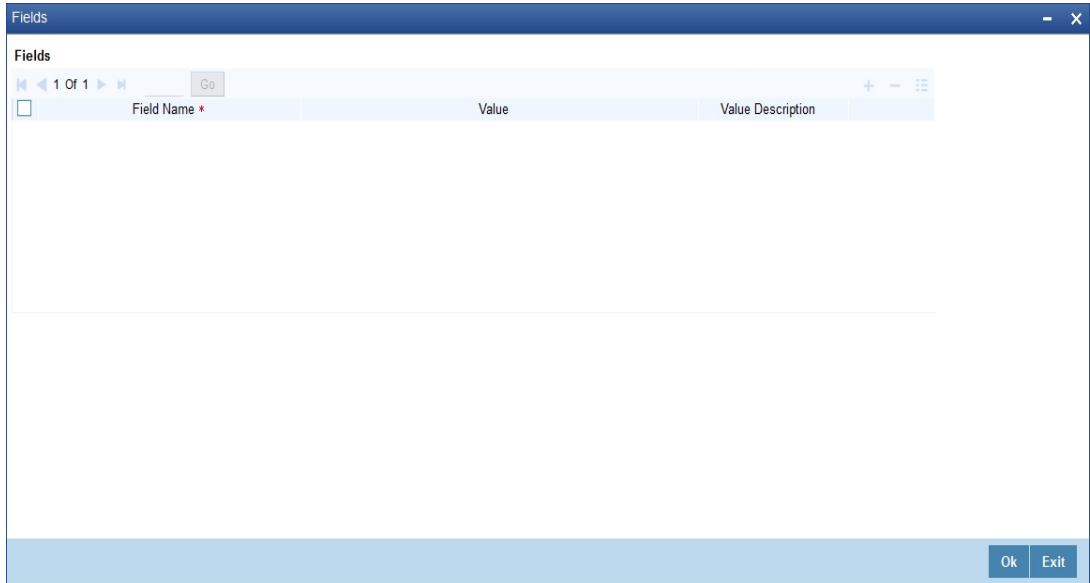 Fields
Fields
1 Of 1 Go
Field Name * Value Value Description
Ok Exit